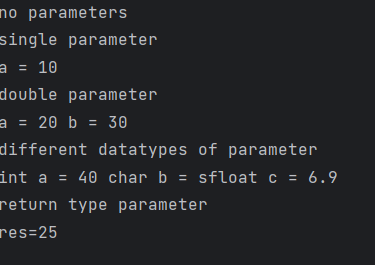 no parameters
single parameter
a = 10
double parameter
a = 20 b = 30
different datatypes of parameter
int a = 40 char b = sfloat c = 6.9
return type parameter
res=25